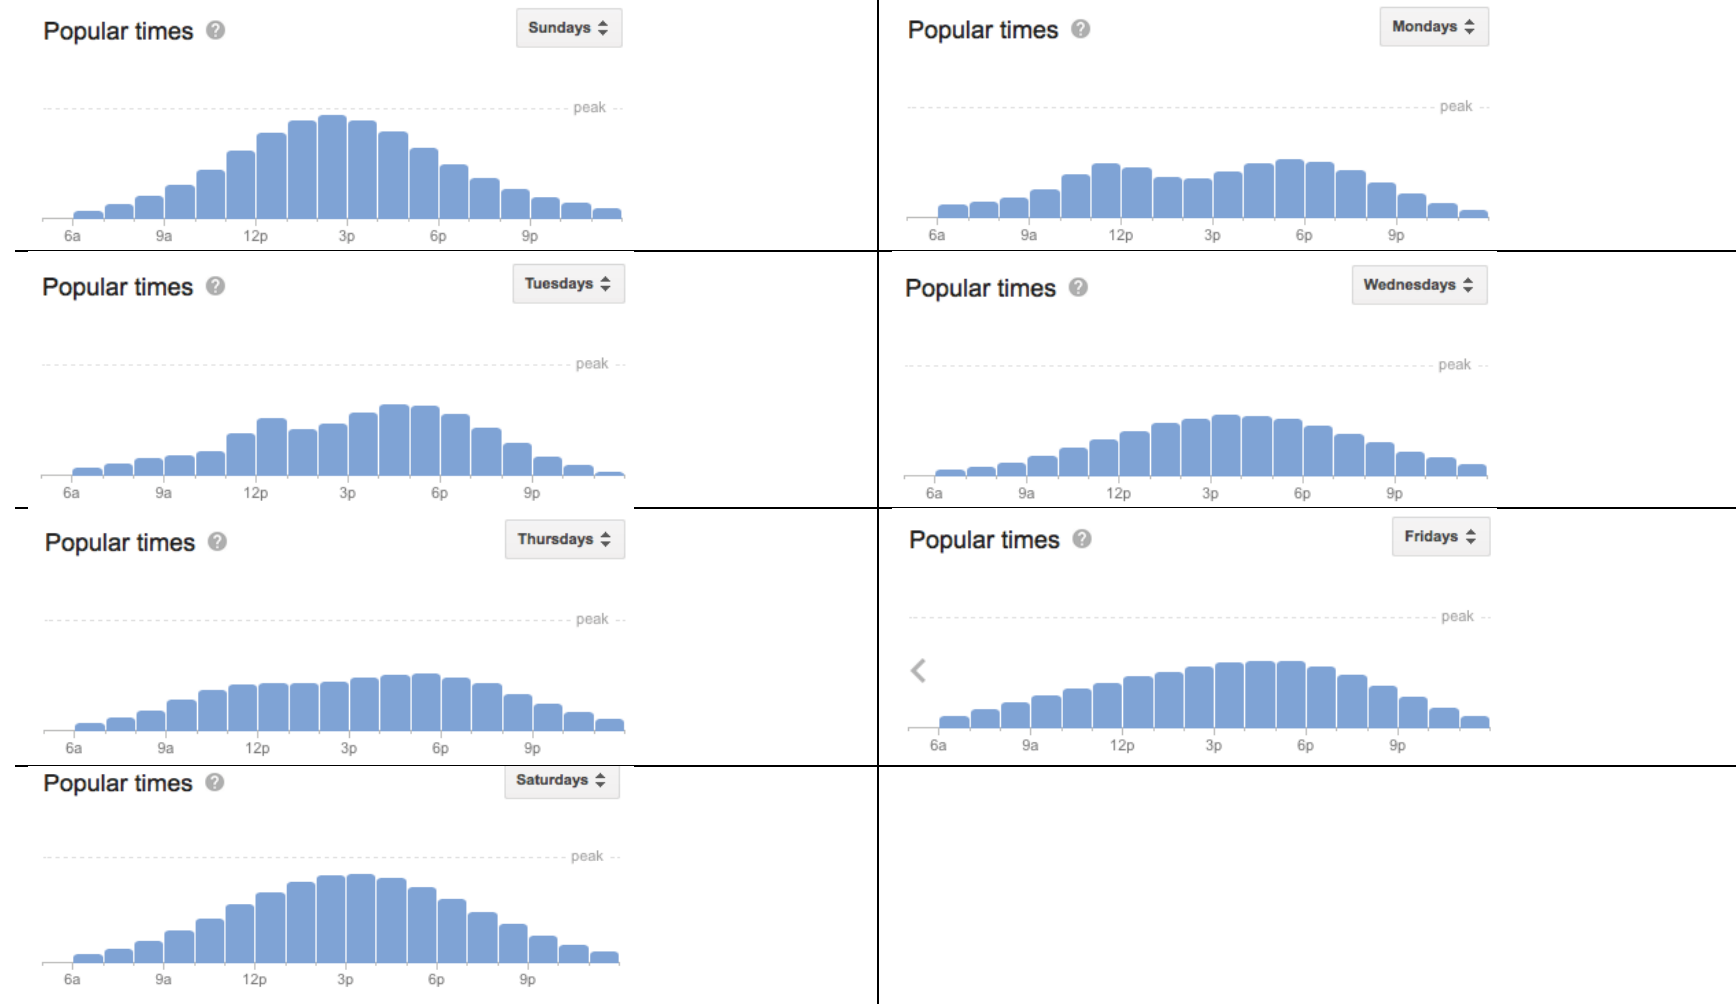 Popular times ?
Sundays
peak
6a 9a 12p 3p 6p 9p
Popular times ?
Mondays
peak
6a 9a 12p 3p 6p 9p
Popular times ?
Tuesdays
peak
6a 9a 12p 3p 6p 9p
Popular times ?
Wednesdays
peak
6a 9a 12p 3p 6p 9p
Popular times ?
Thursdays
peak
6a 9a 12p 3p 6p 9p
Popular times ?
Fridays
peak
6a 9a 12p 3p 6p 9p
Popular times ?
Saturdays
peak
6a 9a 12p 3p 6p 9p